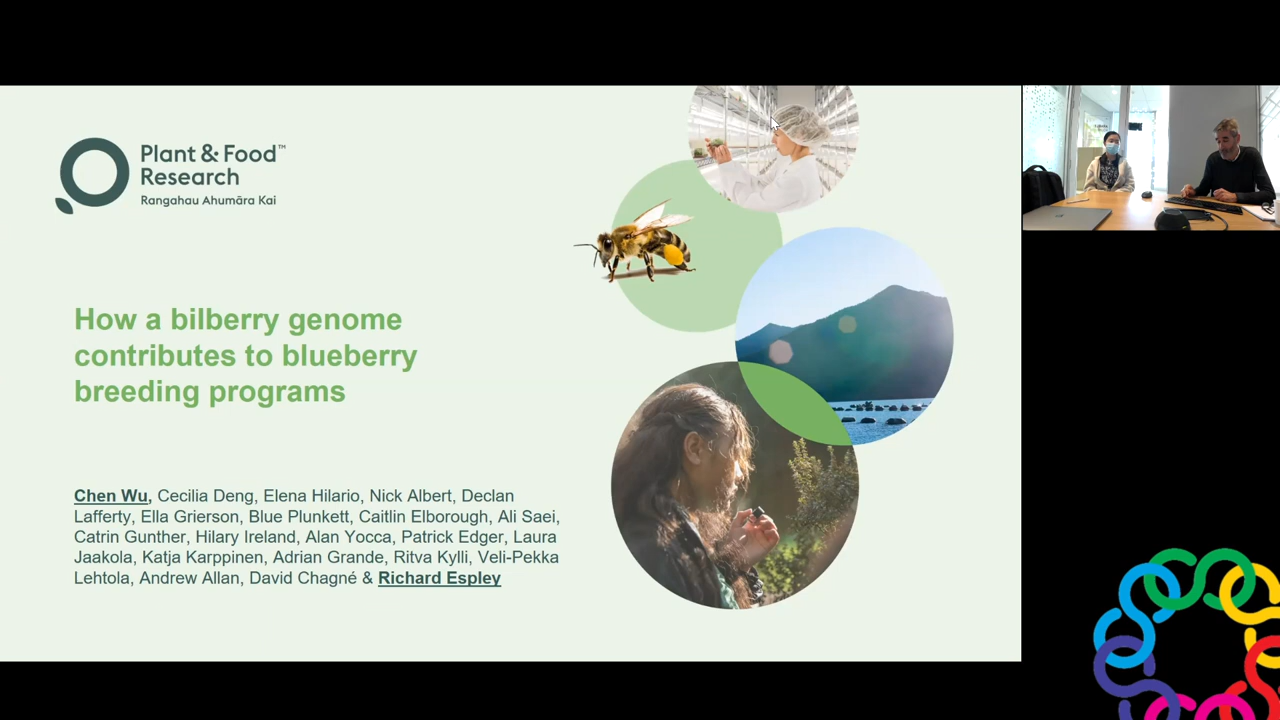 Plant & Food™
Research
Rangahau Ahumāra Kai
How a bilberry genome
contributes to blueberry
breeding programs
Chen Wu, Cecilia Deng, Elena Hilario, Nick Albert, Declan
Lafferty, Ella Grierson, Blue Plunkett, Caitlin Elborough, Ali Saei,
Catrin Gunther, Hilary Ireland, Alan Yocca, Patrick Edger, Laura
Jaakola, Katja Karppinen, Adrian Grande, Ritva Kylli, Veli-Pekka
Lehtola, Andrew Allan, David Chagné & Richard Espley